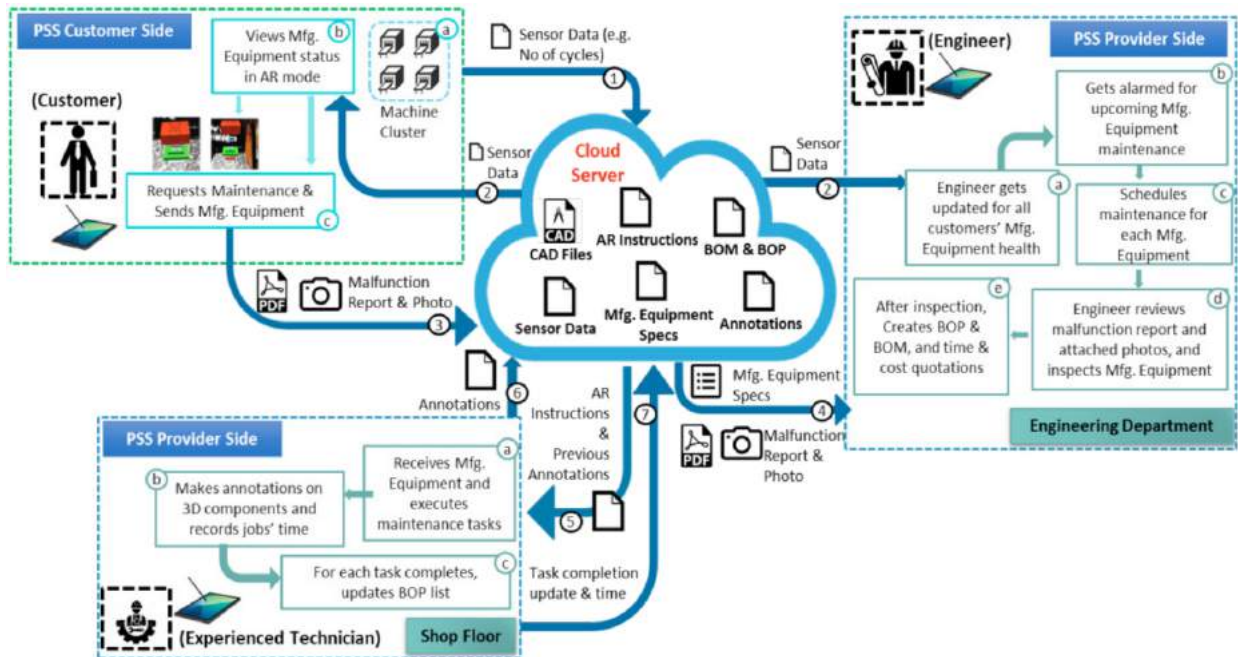 PSS Customer Side
(Customer)
b
Views Mfg.
Equipment status
in AR mode
a
Machine
Cluster
Requests Maintenance &
Sends Mfg. Equipment
c
Sensor Data (e.g.
No of cycles)
1
Sensor
Data
2
PDF
Malfunction
Report & Photo
3
Cloud
Server
CAD
CAD Files
AR Instructions
BOM & BOP
Sensor Data
Mfg. Equipment
Specs
Annotations
Sensor
Data
2
(Engineer)
PSS Provider Side
b
Gets alarmed for
upcoming Mfg.
Equipment
maintenance
a
Engineer gets
updated for all
customers' Mfg.
Equipment health
c
Schedules
maintenance for
each Mfg.
Equipment
d
Engineer reviews
malfunction report and
attached photos, and
inspects Mfg. Equipment
e
After inspection,
Creates BOP &
BOM, and time &
cost quotations
Engineering Department
Mfg. Equipment
Specs
4
PDF
Malfunction
Report &
Photo
Annotations
6
AR
Instructions
&
Previous
Annotations
5
7
Task completion
update & time
PSS Provider Side
a
Receives Mfg.
Equipment and
executes
maintenance tasks
b
Makes annotations on
3D components and
records jobs' time
c
For each task completes,
updates BOP list
(Experienced Technician)
Shop Floor